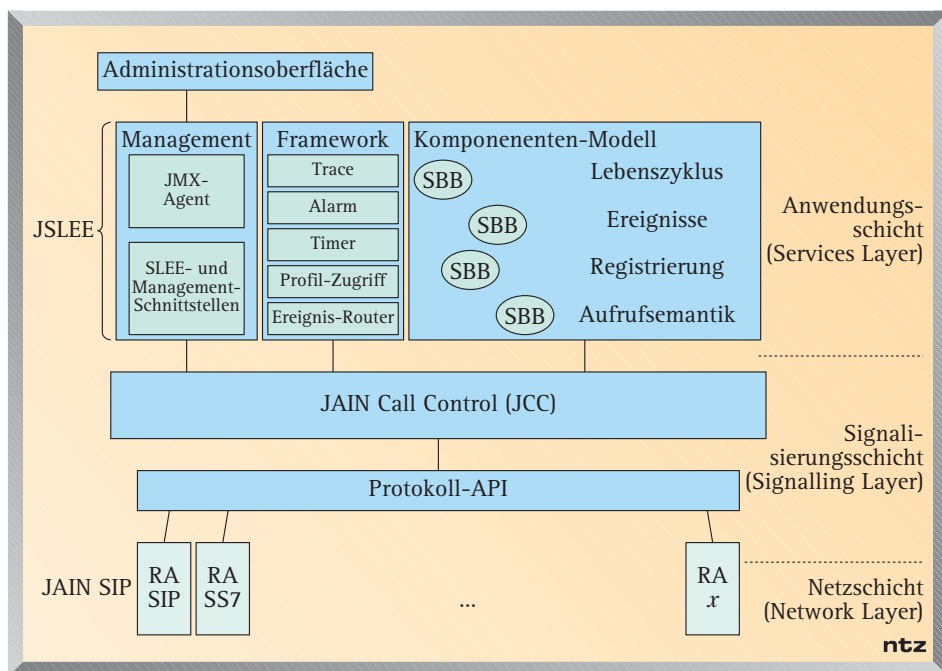 Administrationsoberfläche
JSLEE
Management
JMX-
Agent
SLEE- und
Management-
Schnittstellen
Framework
Trace
Alarm
Timer
Profil-Zugriff
Ereignis-Router
Komponenten-Modell
SBB
Lebenszyklus
SBB
Ereignisse
SBB
Registrierung
SBB
Aufrufsemantik
Anwendungs-
schicht
(Services Layer)
JAIN Call Control (JCC)
Signali-
sierungsschicht
(Signalling Layer)
Protokoll-API
JAIN SIP
RA
SIP
RA
SS7
...
RA
x
Netzschicht
(Network Layer)
ntz